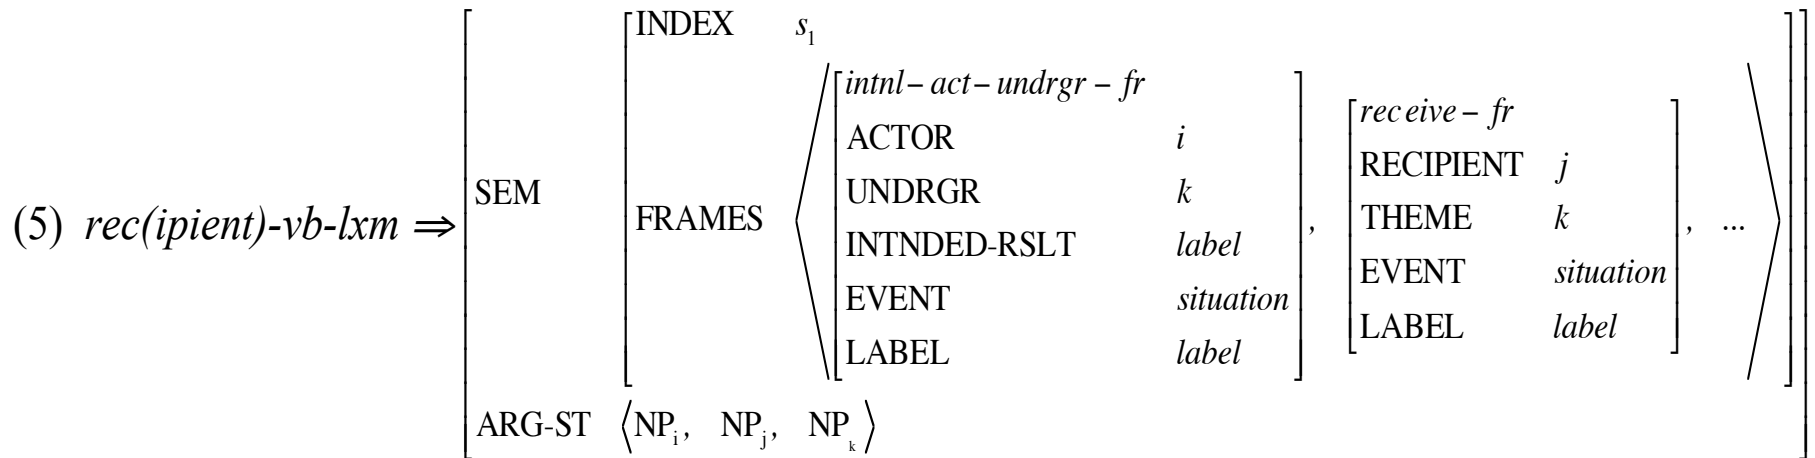 INDEX s₁
intnl – act – undrgr – fr
ACTOR i
UNDRGR k
INTNDED-RSLT label
EVENT situation
LABEL label
receive – fr
RECIPIENT j
THEME k
EVENT situation
LABEL label
(5) rec(ipient)-vb-lxm ⇒ [SEM [FRAMES ⟨[ ], [ ], ...⟩]]
ARG-ST ⟨NPᵢ, NPⱼ, NPₖ⟩